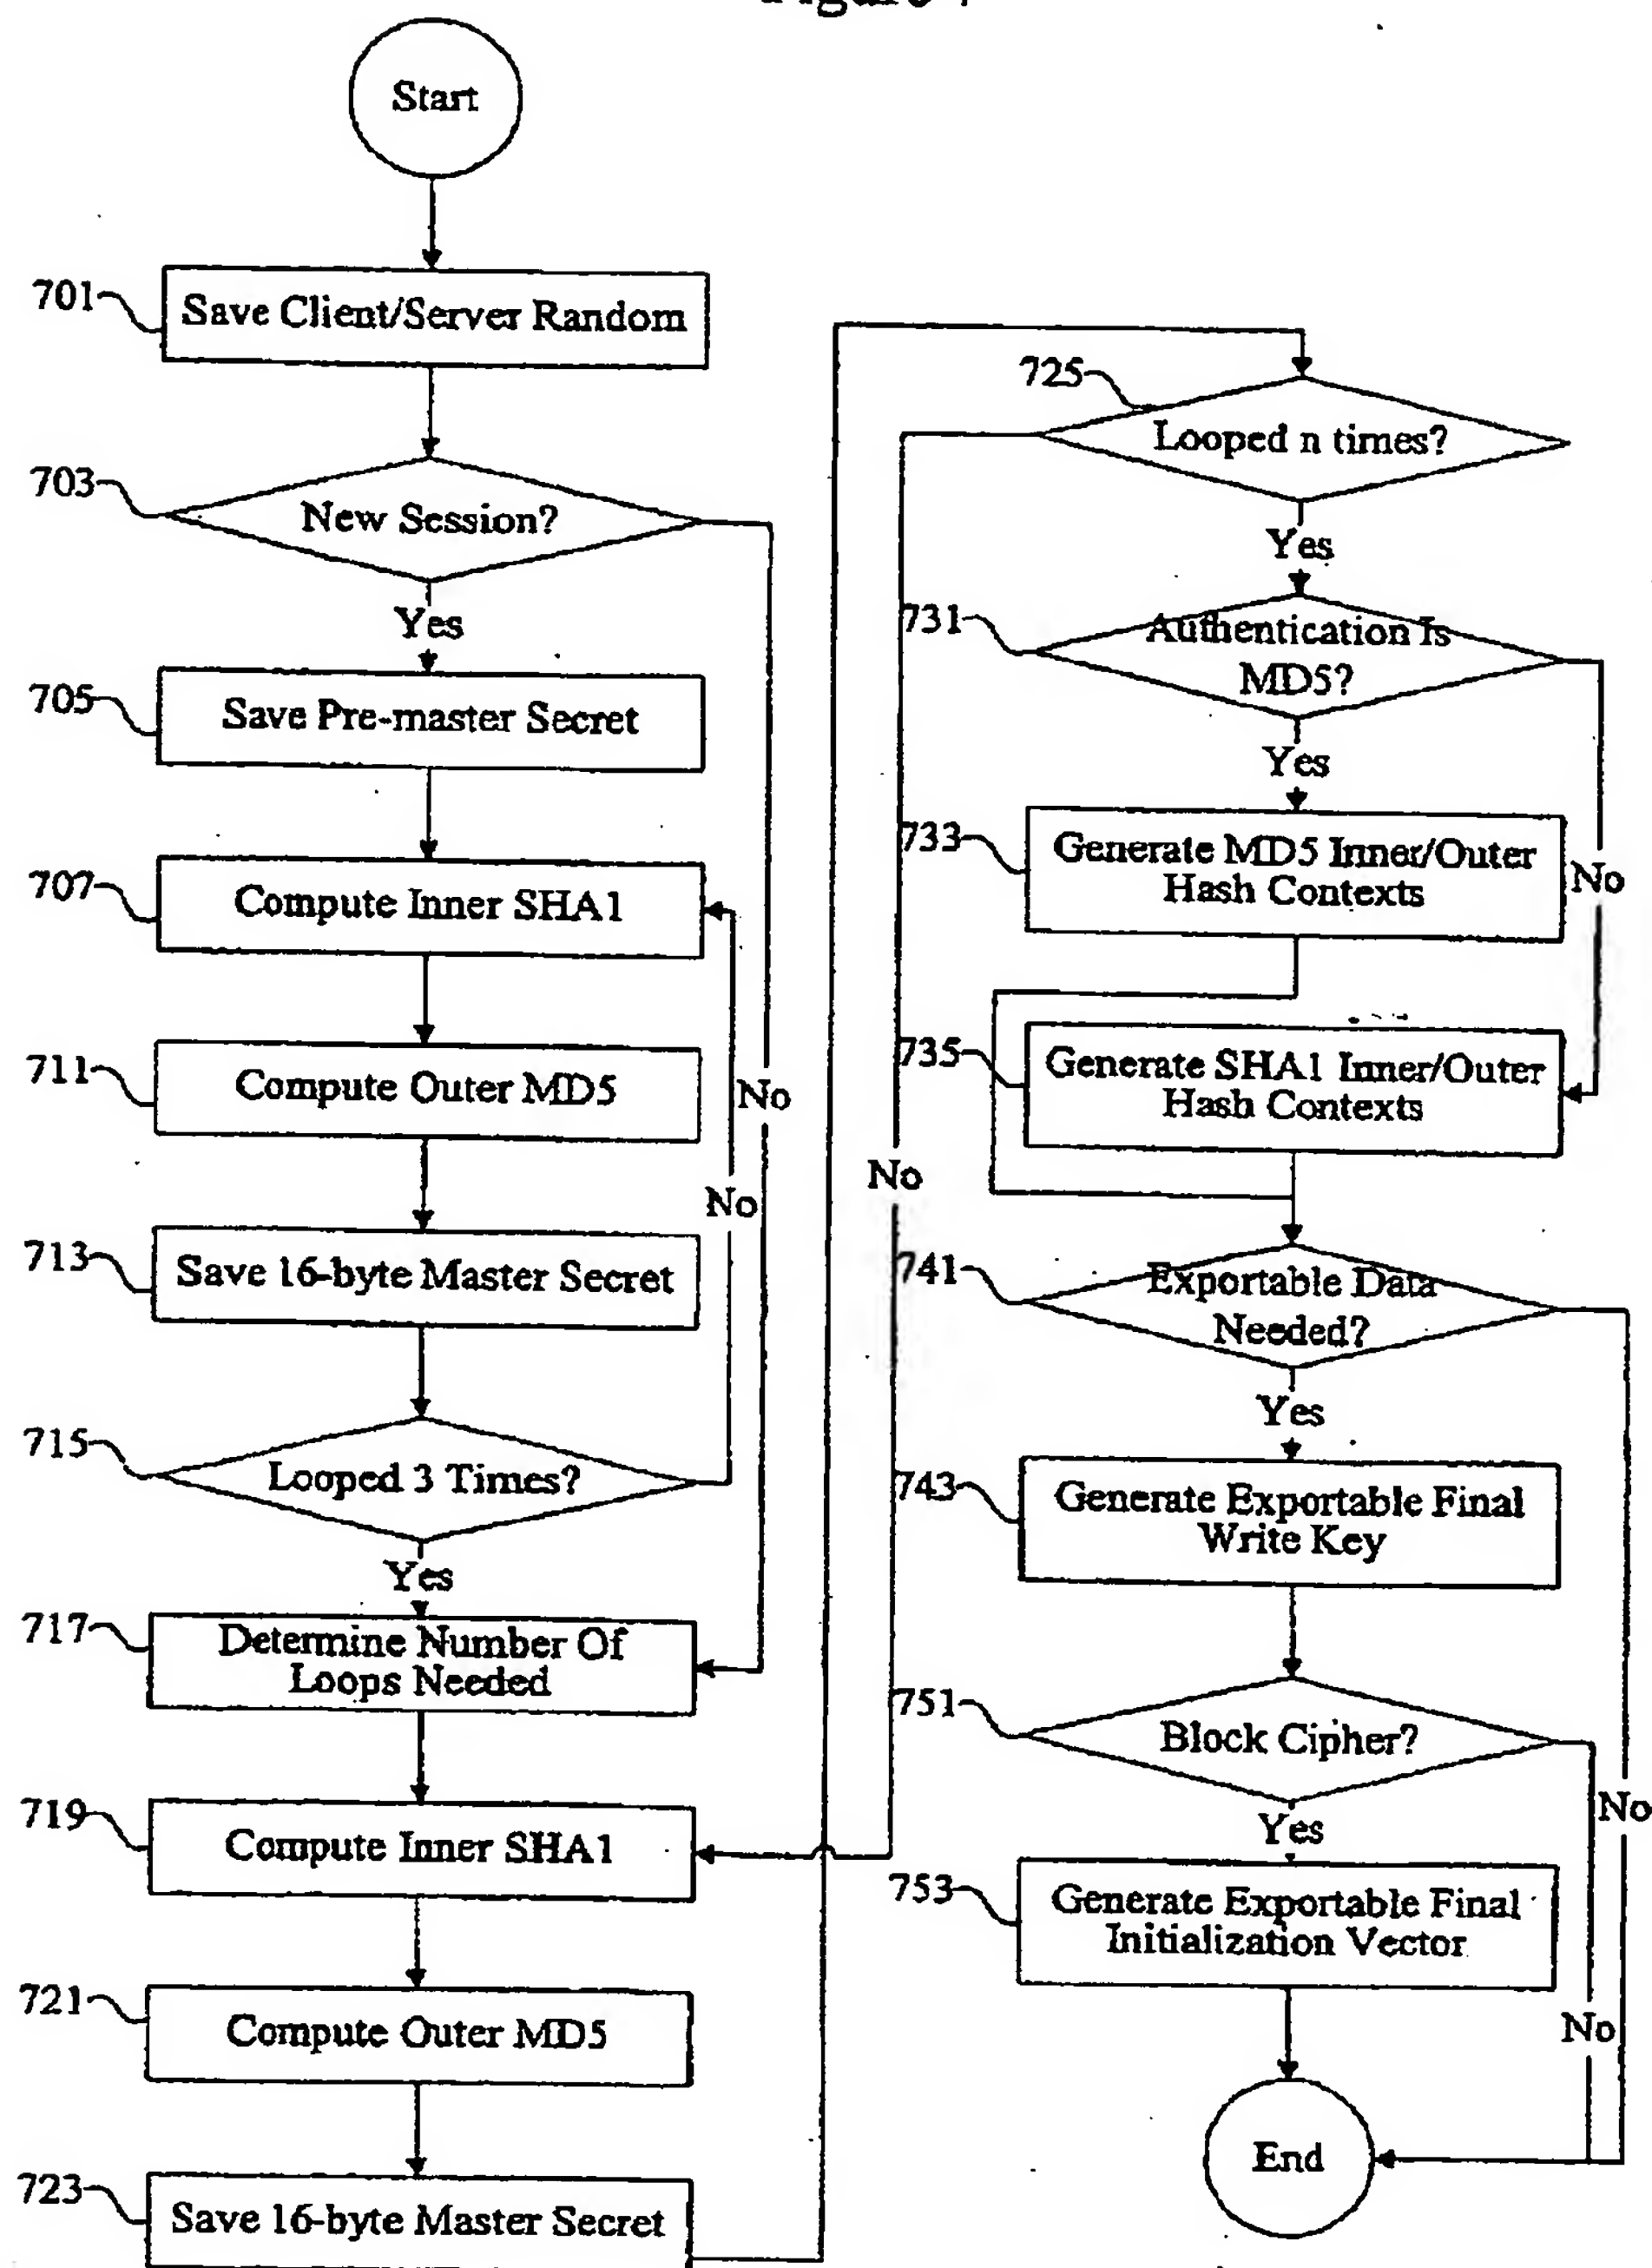 Start
701
Save Client/Server Random
703
New Session?
Yes
705
Save Pre-master Secret
707
Compute Inner SHA1
711
Compute Outer MD5
No
713
Save 16-byte Master Secret
No
715
Looped 3 Times?
Yes
717
Determine Number Of
Loops Needed
719
Compute Inner SHA1
721
Compute Outer MD5
723
Save 16-byte Master Secret
725
Looped n times?
Yes
No
731
Authentication Is
MD5?
Yes
No
733
Generate MD5 Inner/Outer
Hash Contexts
735
Generate SHA1 Inner/Outer
Hash Contexts
741
Exportable Data
Needed?
Yes
No
743
Generate Exportable Final
Write Key
751
Block Cipher?
Yes
No
753
Generate Exportable Final
Initialization Vector
End